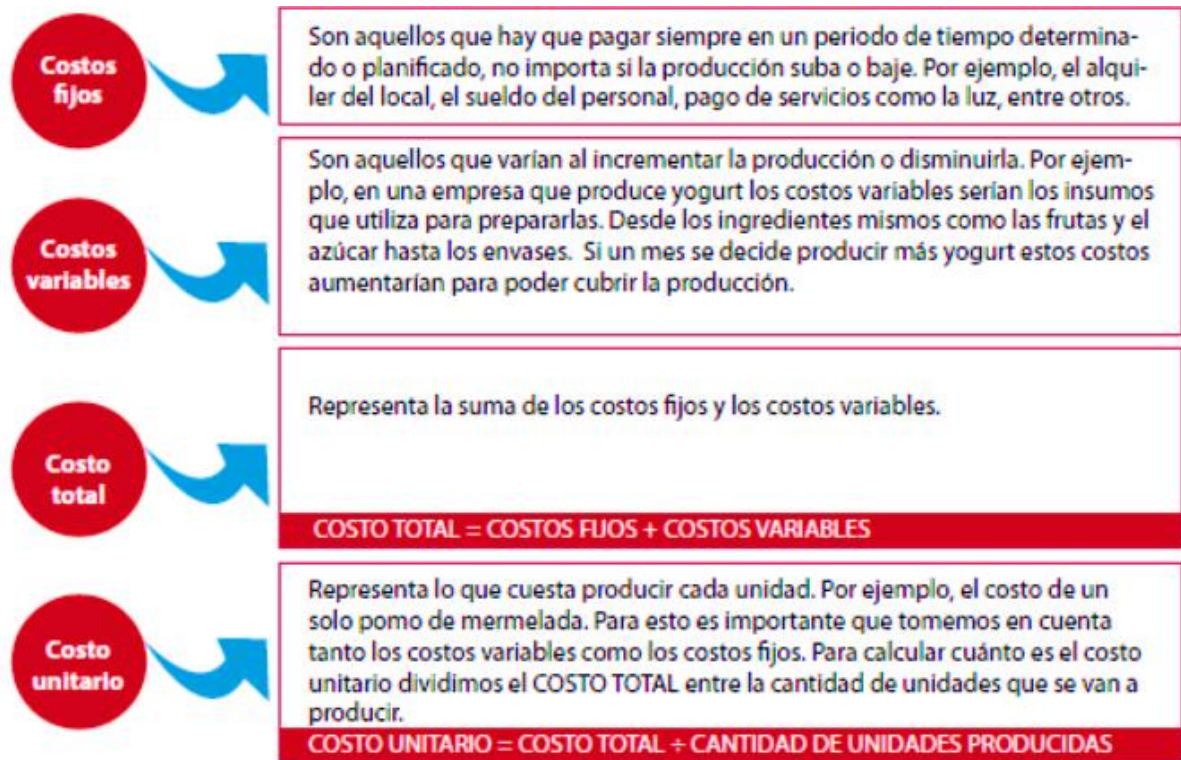 Costos
fijos
Son aquellos que hay que pagar siempre en un periodo de tiempo determina-
do o planificado, no importa si la producción suba o baje. Por ejemplo, el alqui-
ler del local, el sueldo del personal, pago de servicios como la luz, entre otros.
Costos
variables
Son aquellos que varían al incrementar la producción o disminuirla. Por ejem-
plo, en una empresa que produce yogurt los costos variables serían los insumos
que utiliza para prepararlas. Desde los ingredientes mismos como las frutas y el
azúcar hasta los envases. Si un mes se decide producir más yogurt estos costos
aumentarían para poder cubrir la producción.
Costo
total
Representa la suma de los costos fijos y los costos variables.
COSTO TOTAL = COSTOS FIJOS + COSTOS VARIABLES
Costo
unitario
Representa lo que cuesta producir cada unidad. Por ejemplo, el costo de un
solo pomo de mermelada. Para esto es importante que tomemos en cuenta
tanto los costos variables como los costos fijos. Para calcular cuánto es el costo
unitario dividimos el COSTO TOTAL entre la cantidad de unidades que se van a
producir.
COSTO UNITARIO = COSTO TOTAL ÷ CANTIDAD DE UNIDADES PRODUCIDAS